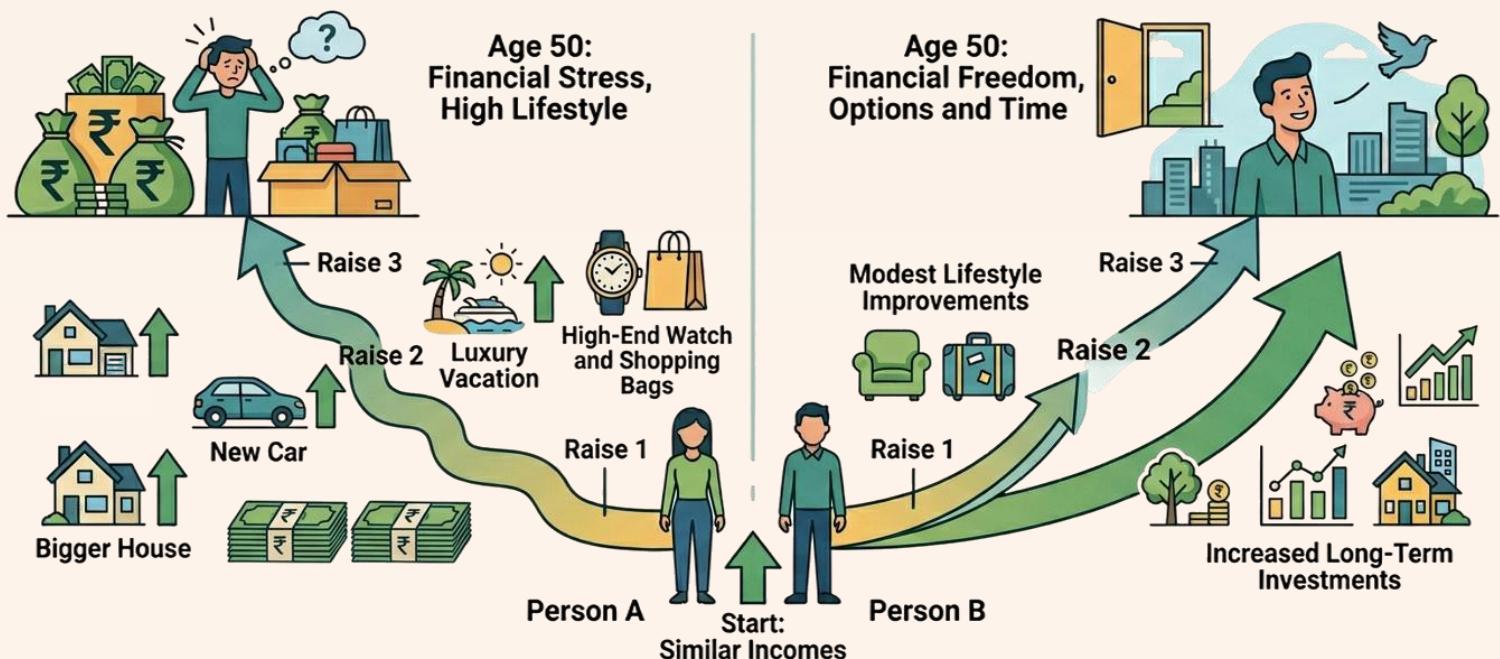 Age 50:
Financial Stress,
High Lifestyle
?
₹
₹
₹
₹
Raise 3
Raise 2
Luxury
Vacation
High-End Watch
and Shopping
Bags
New Car
Raise 1
Bigger House
₹
₹
Person A
Start:
Similar Incomes
Age 50:
Financial Freedom,
Options and Time
Raise 3
Modest Lifestyle
Improvements
Raise 2
Raise 1
₹
₹
Increased Long-Term
Investments
Person B